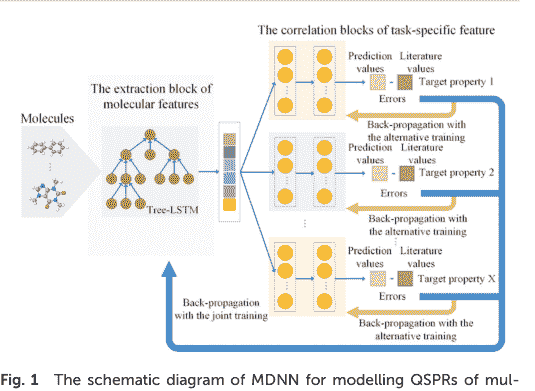 The correlation blocks of task-specific feature
The extraction block of
molecular features
Molecules
Tree-LSTM
Prediction Literature
values values
- Target property 1
Errors
Back-propagation with
the alternative training
Prediction Literature
values values
- Target property 2
Errors
Back-propagation with
the alternative training
Prediction Literature
values values
- Target property X
Errors
Back-propagation with the
alternative training
Back-propagation
with the joint training
Fig. 1 The schematic diagram of MDNN for modelling QSPRs of mul-